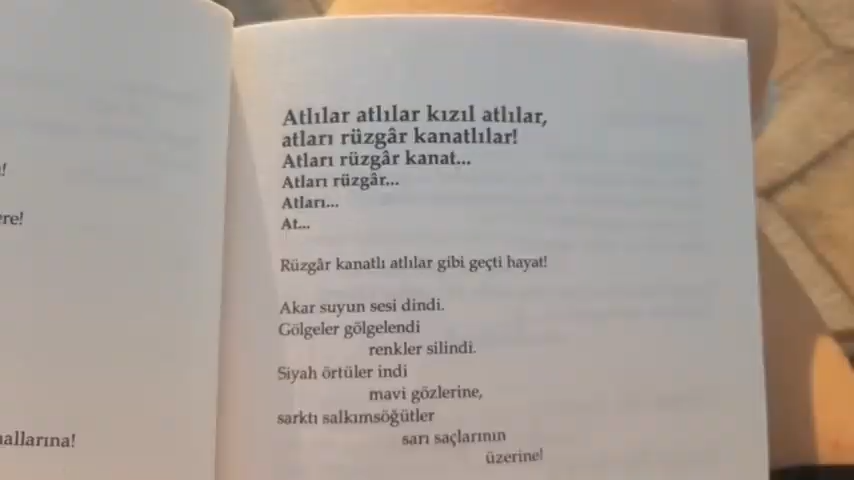 ere!
allarına!
Atlılar atlılar kızıl atlılar,
atları rüzgâr kanatlılar!
Atları rüzgâr kanat...
Atları rüzgâr...
Atları...
At...
Rüzgâr kanatlı atlılar gibi geçti hayat!
Akar suyun sesi dindi.
Gölgeler gölgelendi
renkler silindi.
Siyah örtüler indi
mavi gözlerine,
sarktı salkımsöğütler
sarı saçlarının
üzerine!